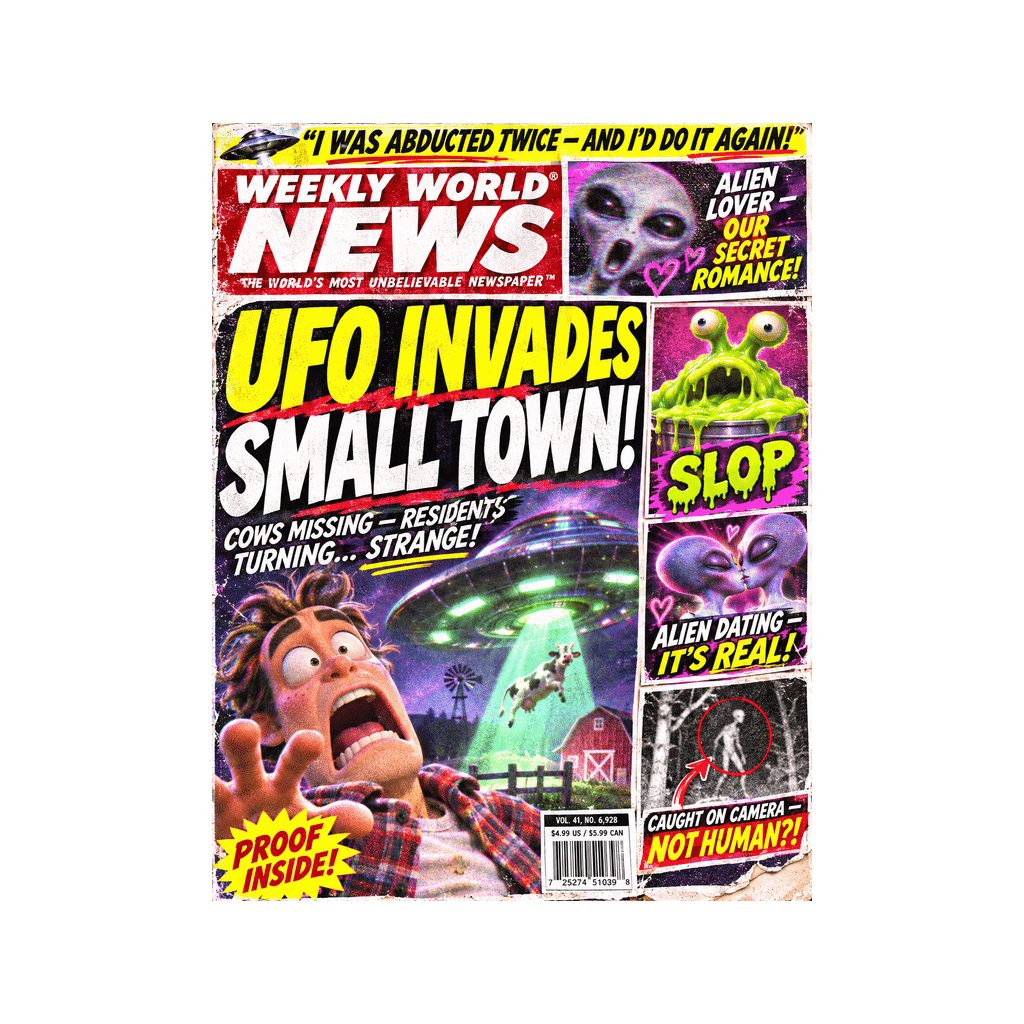 “I WAS ABDUCTED TWICE – AND I’D DO IT AGAIN!”
WEEKLY WORLD®
NEWS
THE WORLD'S MOST UNBELIEVABLE NEWSPAPER™
ALIEN
LOVER –
OUR
SECRET
ROMANCE!
UFO INVADES
SMALL TOWN!
COWS MISSING – RESIDENTS
TURNING... STRANGE!
SLOP
ALIEN DATING –
IT'S REAL!
CAUGHT ON CAMERA –
NOT HUMAN?!
PROOF
INSIDE!
VOL. 41, NO. 6,928
$4.99 US / $5.99 CAN
7 25274 51039 8